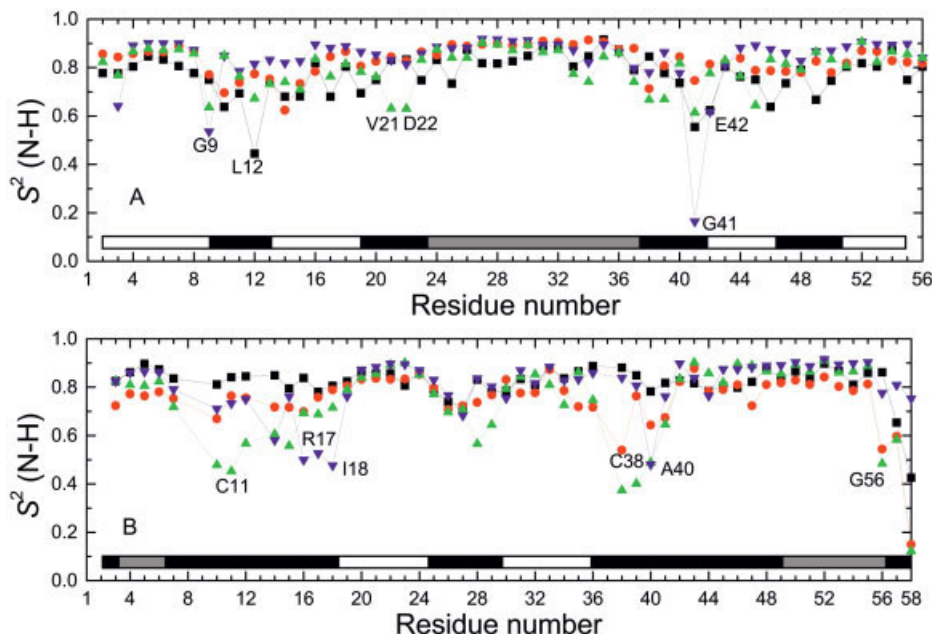 1.0
0.8
0.6
0.4
0.2
0.0
S² (N-H)
G9
L12
V21 D22
E42
G41
A
1 4 8 12 16 20 24 28 32 36 40 44 48 52 56
Residue number
1.0
0.8
0.6
0.4
0.2
0.0
S² (N-H)
C11
R17
I18
C38
A40
G56
B
1 4 8 12 16 20 24 28 32 36 40 44 48 52 56 58
Residue number